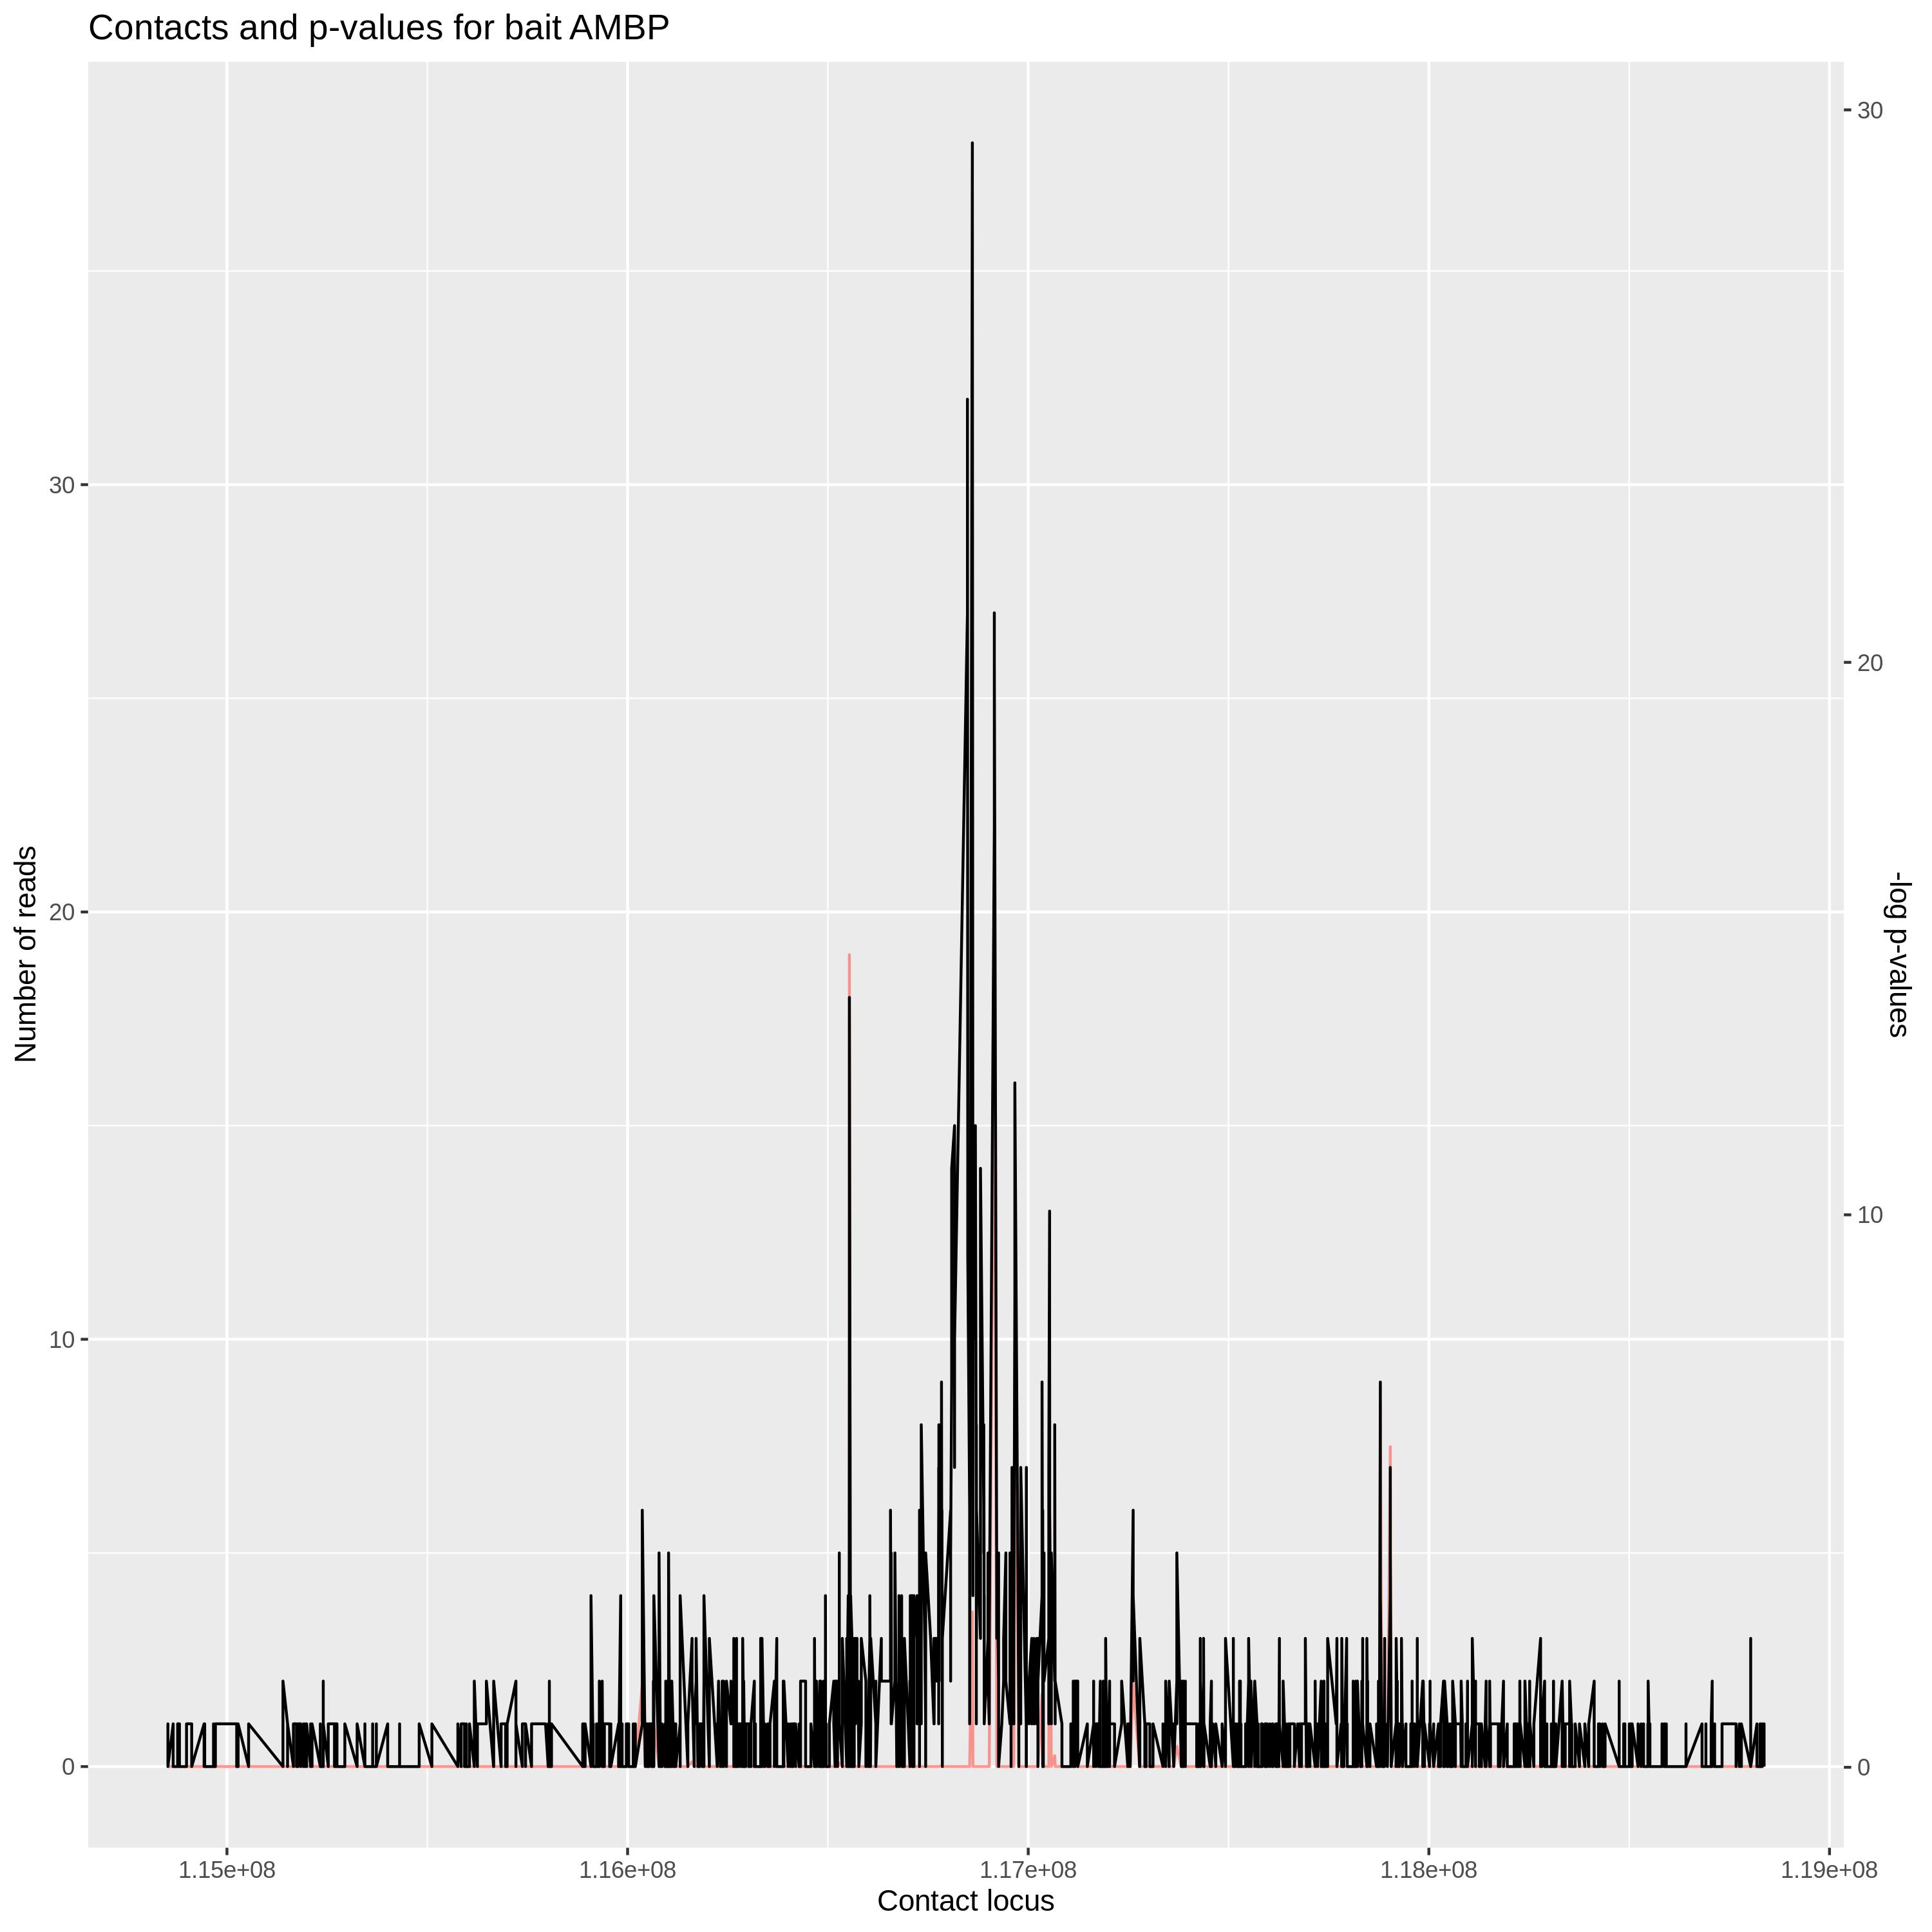 Contacts and p-values for bait AMBP
30
20
10
0
Number of reads
30
20
10
0
-log p-values
1.15e+08
1.16e+08
1.17e+08
1.18e+08
1.19e+08
Contact locus